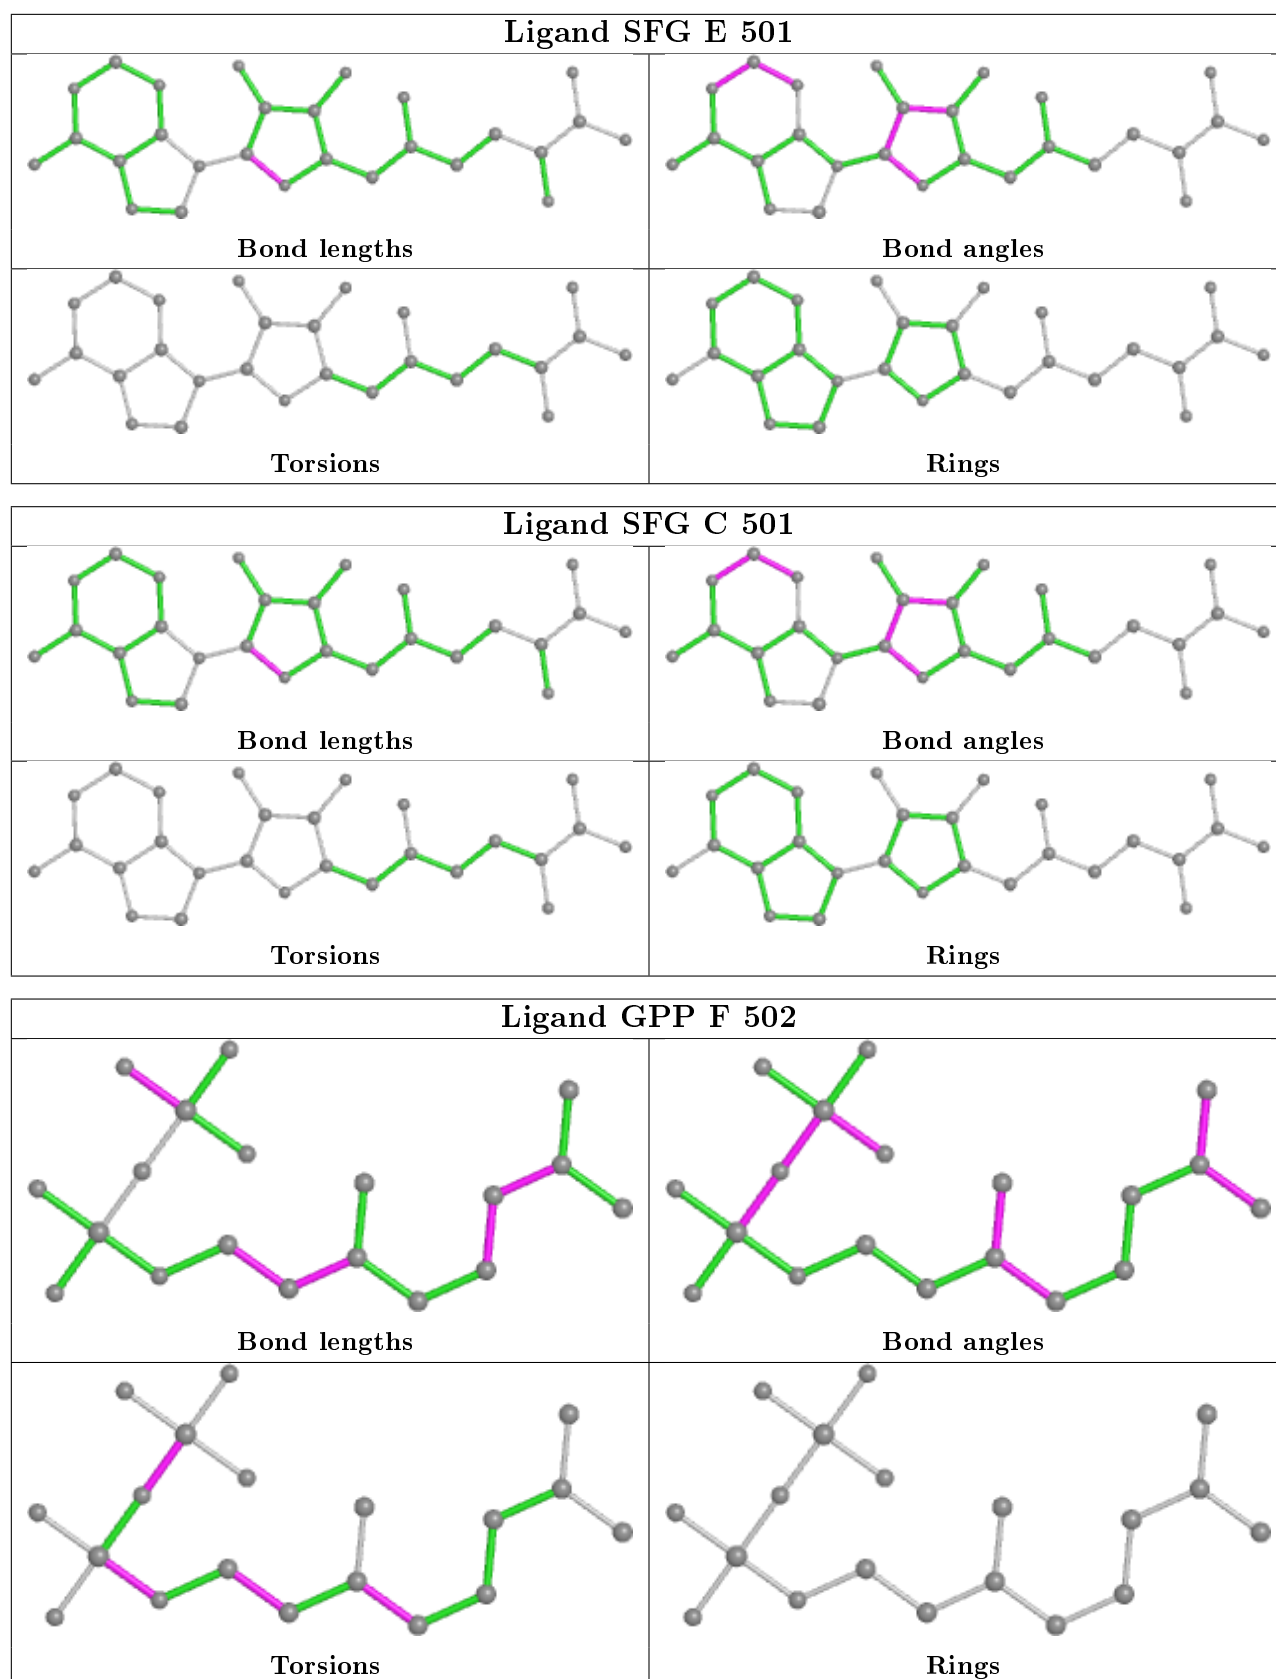 Ligand SFG E 501
Bond lengths
Bond angles
Torsions
Rings
Ligand SFG C 501
Bond lengths
Bond angles
Torsions
Rings
Ligand GPP F 502
Bond lengths
Bond angles
Torsions
Rings